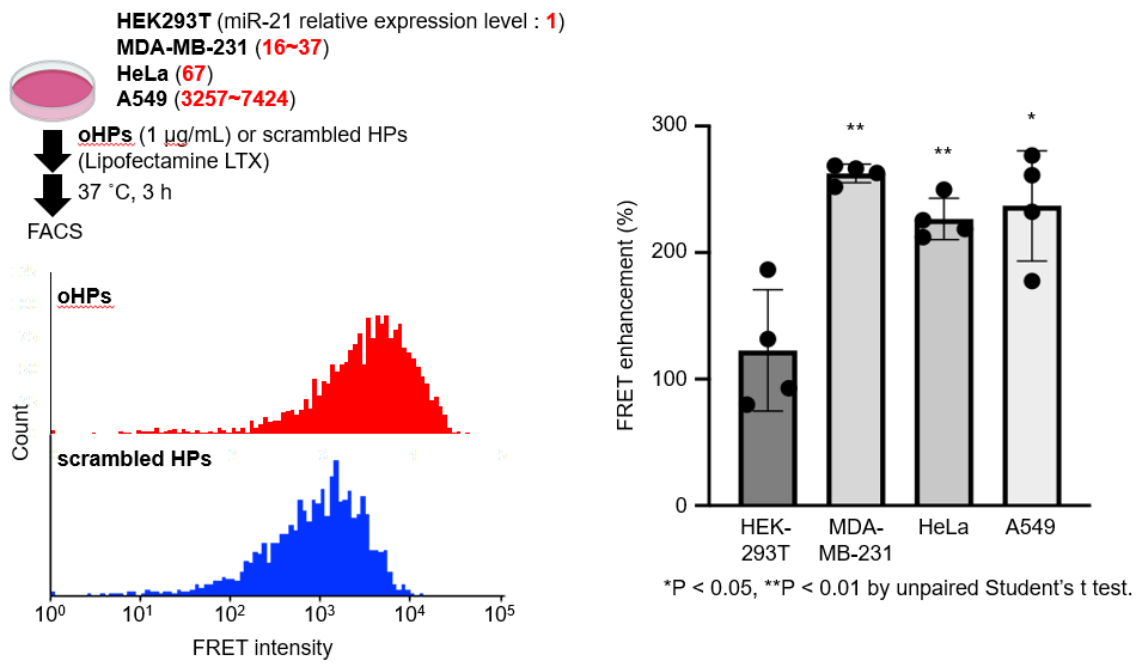 HEK293T (miR-21 relative expression level : 1)
MDA-MB-231 (16~37)
HeLa (67)
A549 (3257~7424)
oHPs (1 µg/mL) or scrambled HPs
(Lipofectamine LTX)
37 ˚C, 3 h
FACS
oHPs
scrambled HPs
Count
10⁰ 10¹ 10² 10³ 10⁴ 10⁵
FRET intensity
300
200
100
0
FRET enhancement (%)
** ** *
HEK-
293T
MDA-
MB-231
HeLa
A549
*P < 0.05, **P < 0.01 by unpaired Student's t test.